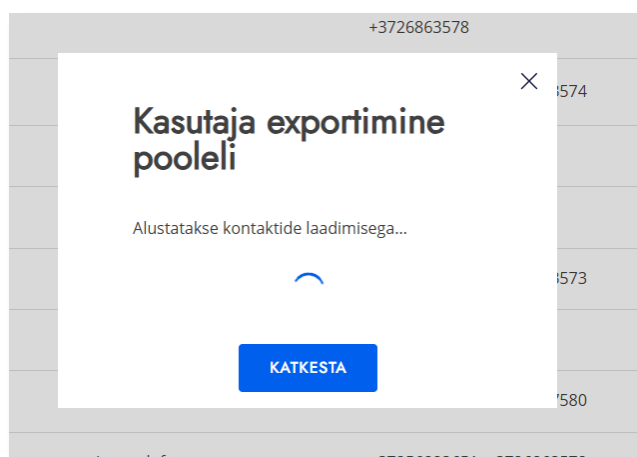 +3726863578
Kasutaja exportimine
pooleli
Alustatakse kontaktide laadimisega...
KATKESTA